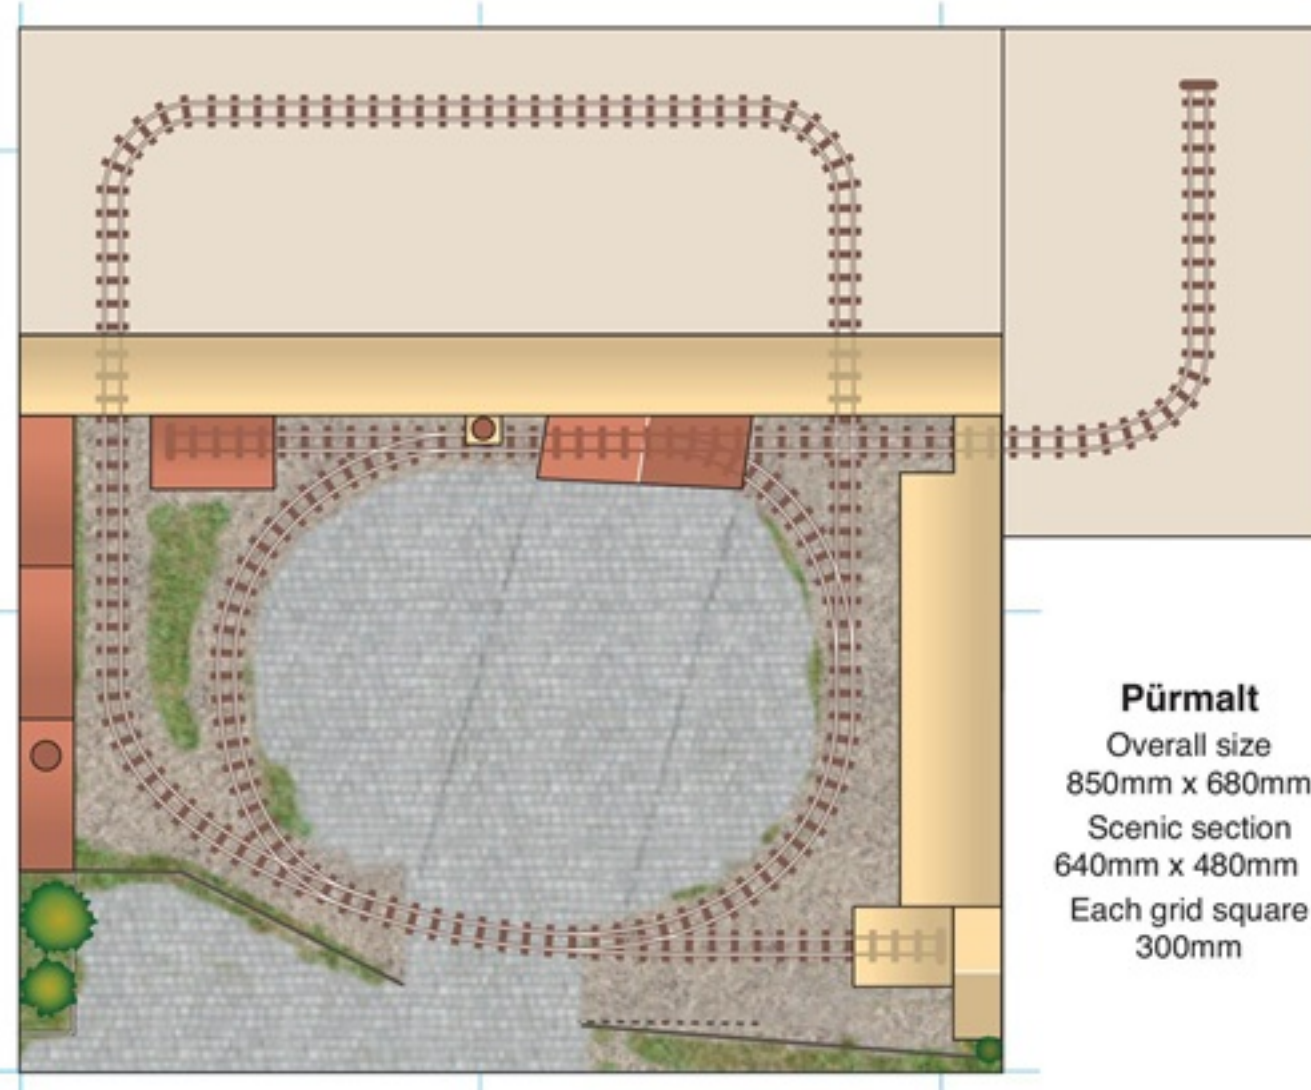 Pürmalt
Overall size
850mm x 680mm
Scenic section
640mm x 480mm
Each grid square
300mm